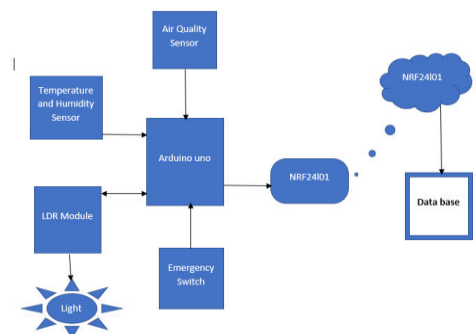 Air Quality
Sensor
NRF24l01
Temperature
and Humidity
Sensor
Arduino uno
NRF24l01
Data base
LDR Module
Emergency
Switch
Light